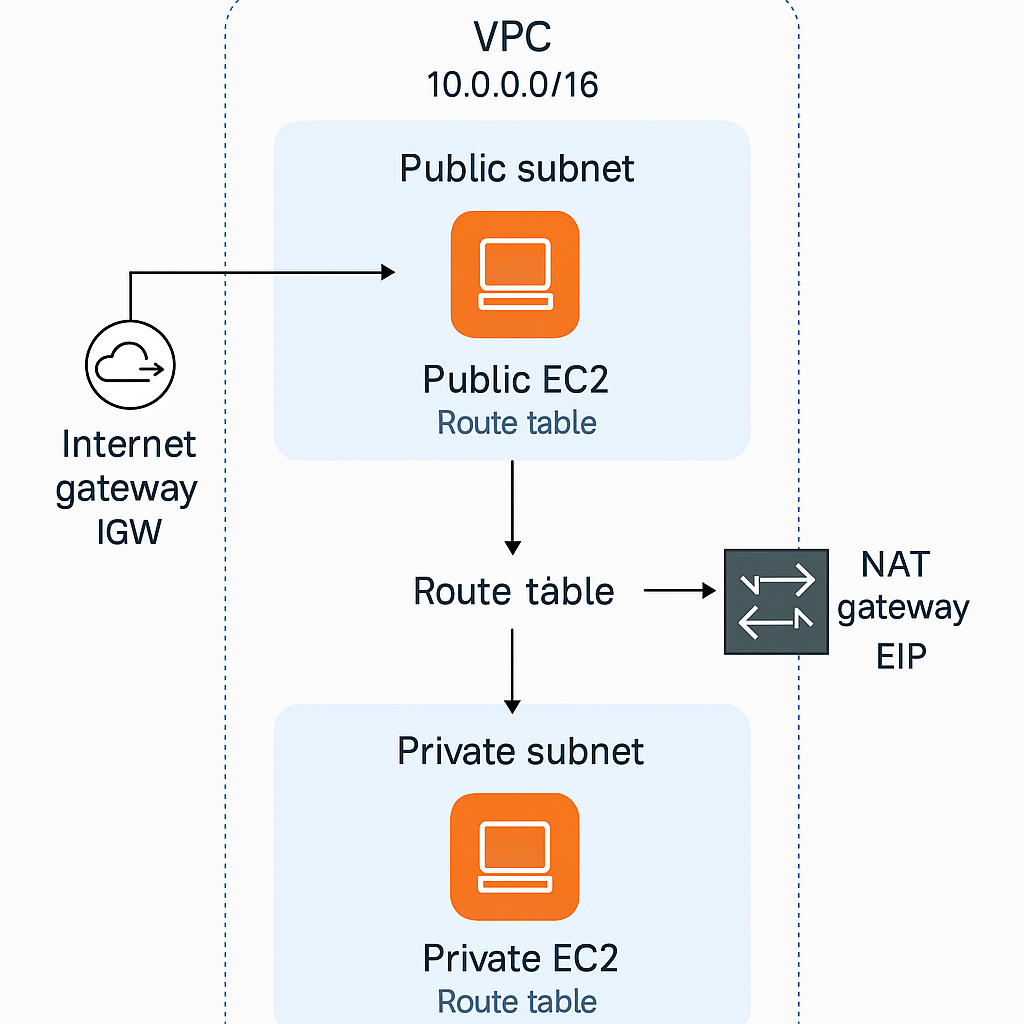 VPC
10.0.0.0/16
Public subnet
Public EC2
Route table
Internet
gateway
IGW
Route table
NAT
gateway
EIP
Private subnet
Private EC2
Route table